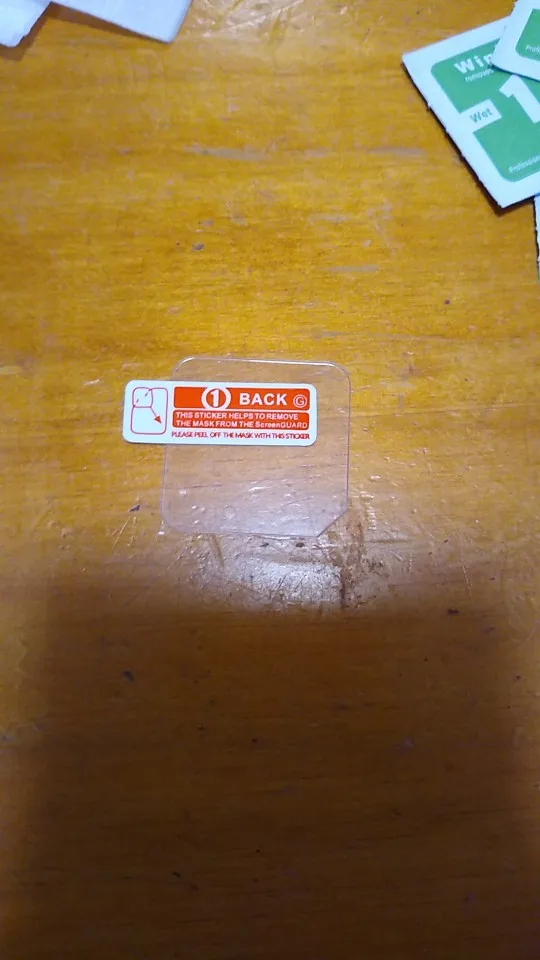 Wet
1
Profession
1 BACK G
THIS STICKER HELPS TO REMOVE
THE MASK FROM THE ScreenGUARD
PLEASE PEEL OFF THE MASK WITH THIS STICKER